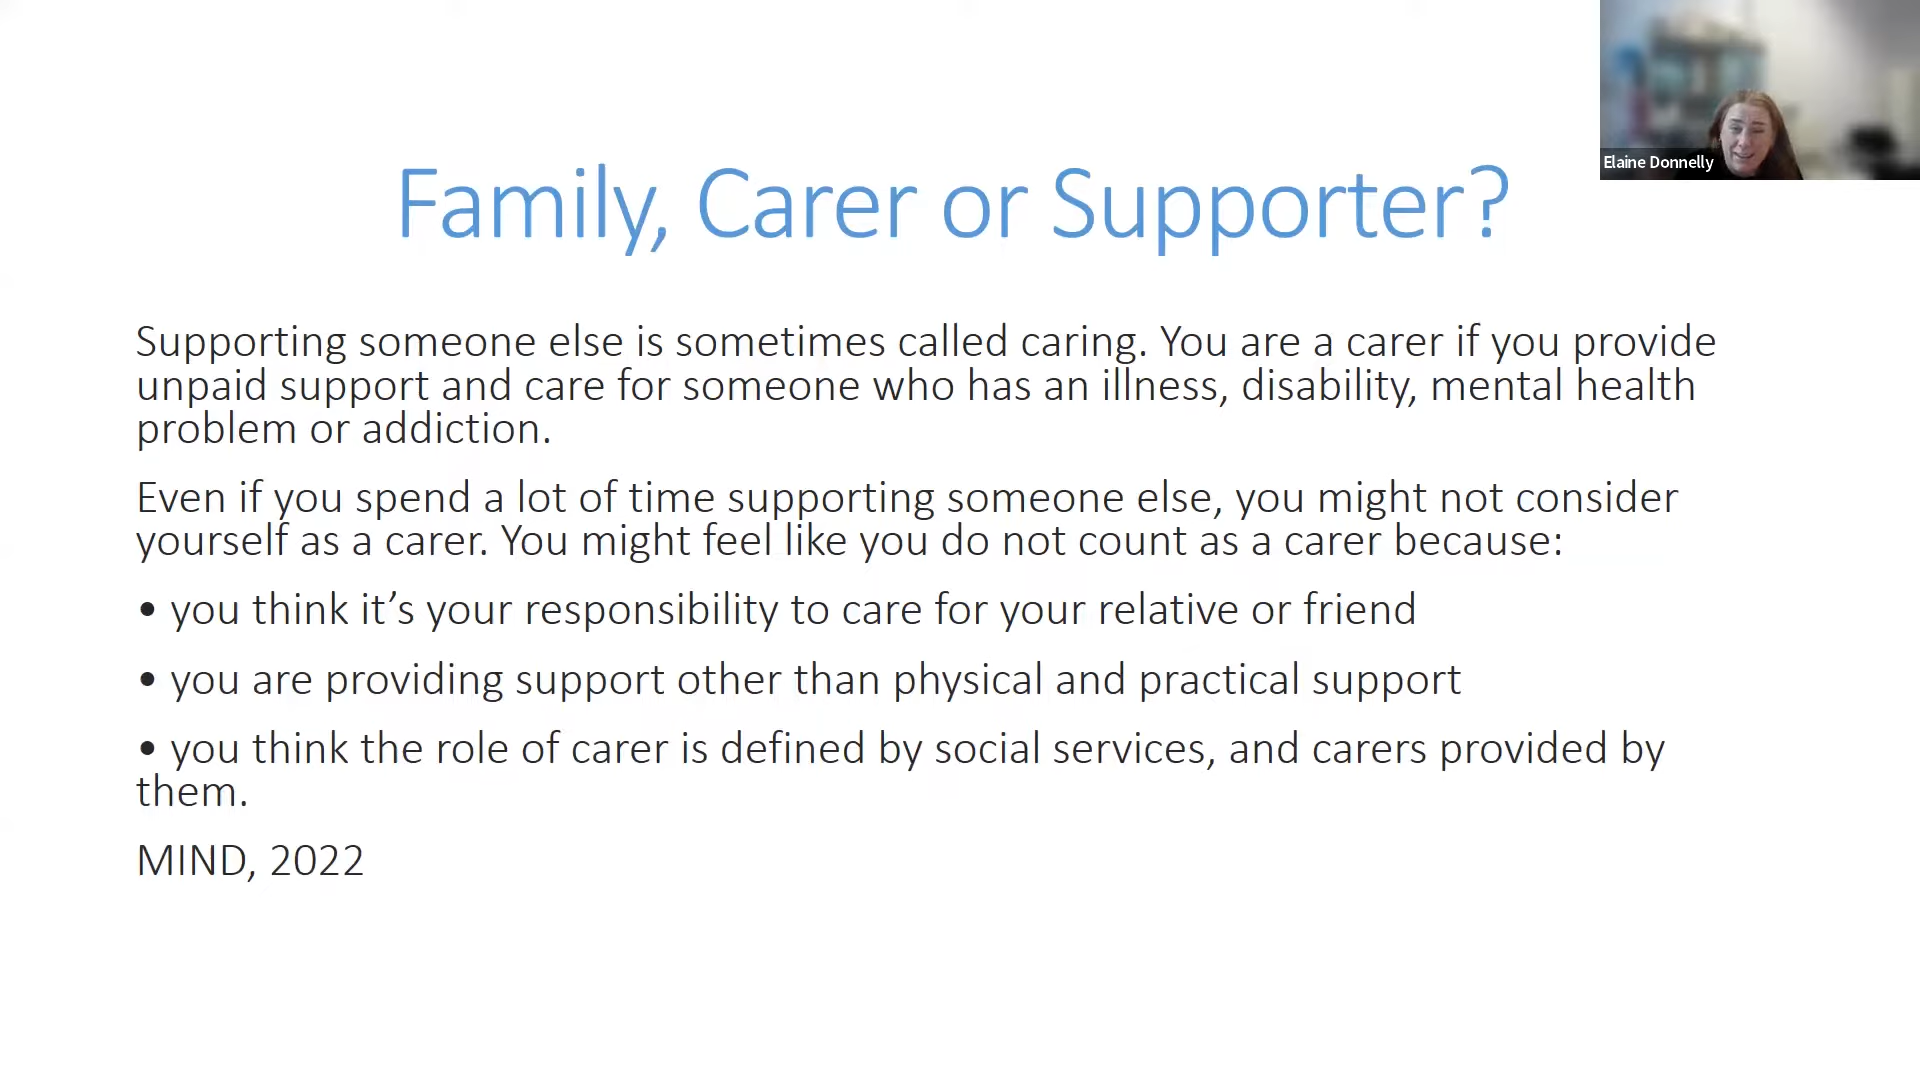 Family, Carer or Supporter?
Elaine Donnelly
Supporting someone else is sometimes called caring. You are a carer if you provide
unpaid support and care for someone who has an illness, disability, mental health
problem or addiction.
Even if you spend a lot of time supporting someone else, you might not consider
yourself as a carer. You might feel like you do not count as a carer because:
• you think it’s your responsibility to care for your relative or friend
• you are providing support other than physical and practical support
• you think the role of carer is defined by social services, and carers provided by
them.
MIND, 2022